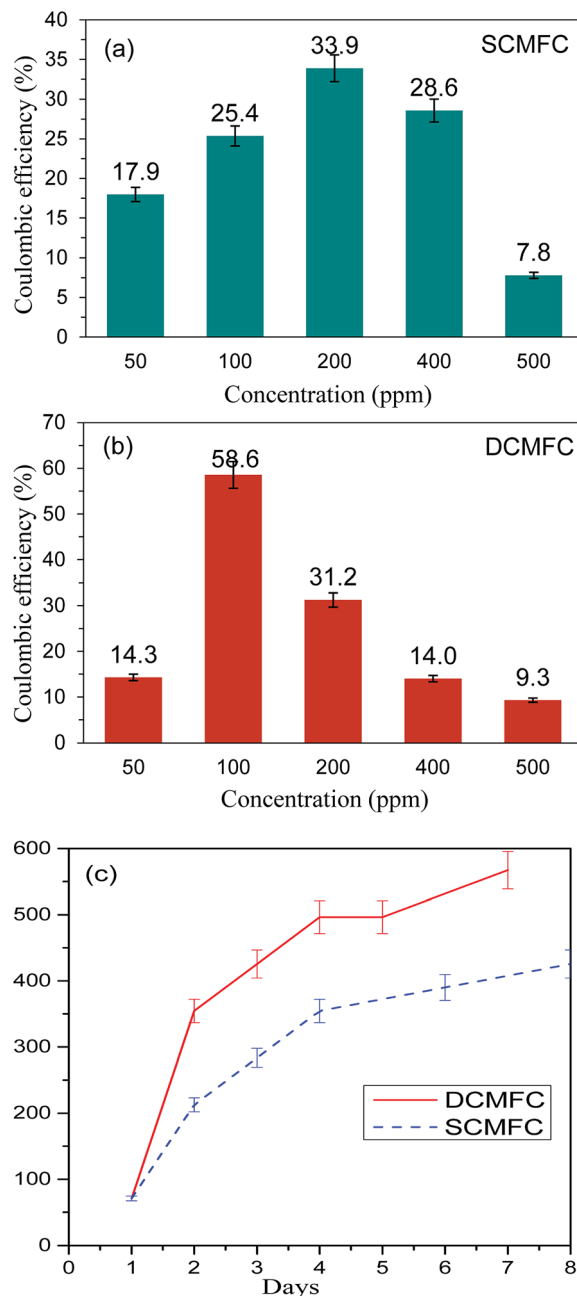 (a) SCMFC
Coulombic efficiency (%)
40
35
30
25
20
15
10
5
0
17.9
25.4
33.9
28.6
7.8
50 100 200 400 500
Concentration (ppm)
(b) DCMFC
Coulombic efficiency (%)
70
60
50
40
30
20
10
0
14.3
58.6
31.2
14.0
9.3
50 100 200 400 500
Concentration (ppm)
(c)
600
500
400
300
200
100
0
DCMFC
SCMFC
0 1 2 3 4 5 6 7 8
Days